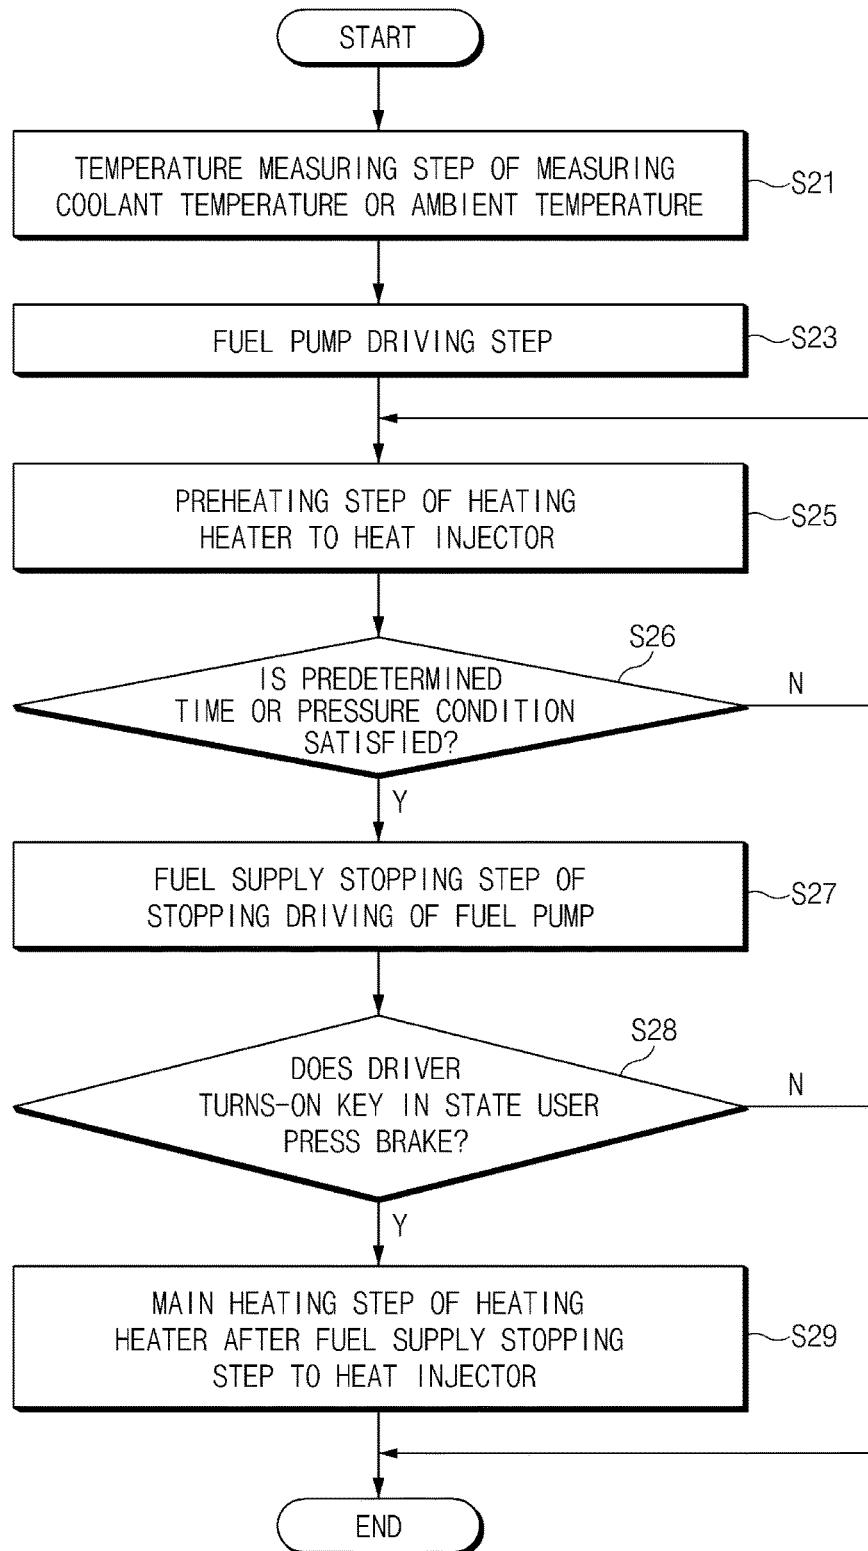 START
TEMPERATURE MEASURING STEP OF MEASURING
COOLANT TEMPERATURE OR AMBIENT TEMPERATURE
S21
FUEL PUMP DRIVING STEP
S23
PREHEATING STEP OF HEATING
HEATER TO HEAT INJECTOR
S25
S26
IS PREDETERMINED
TIME OR PRESSURE CONDITION
SATISFIED?
N
Y
FUEL SUPPLY STOPPING STEP OF
STOPPING DRIVING OF FUEL PUMP
S27
S28
DOES DRIVER
TURNS-ON KEY IN STATE USER
PRESS BRAKE?
N
Y
MAIN HEATING STEP OF HEATING
HEATER AFTER FUEL SUPPLY STOPPING
STEP TO HEAT INJECTOR
S29
END